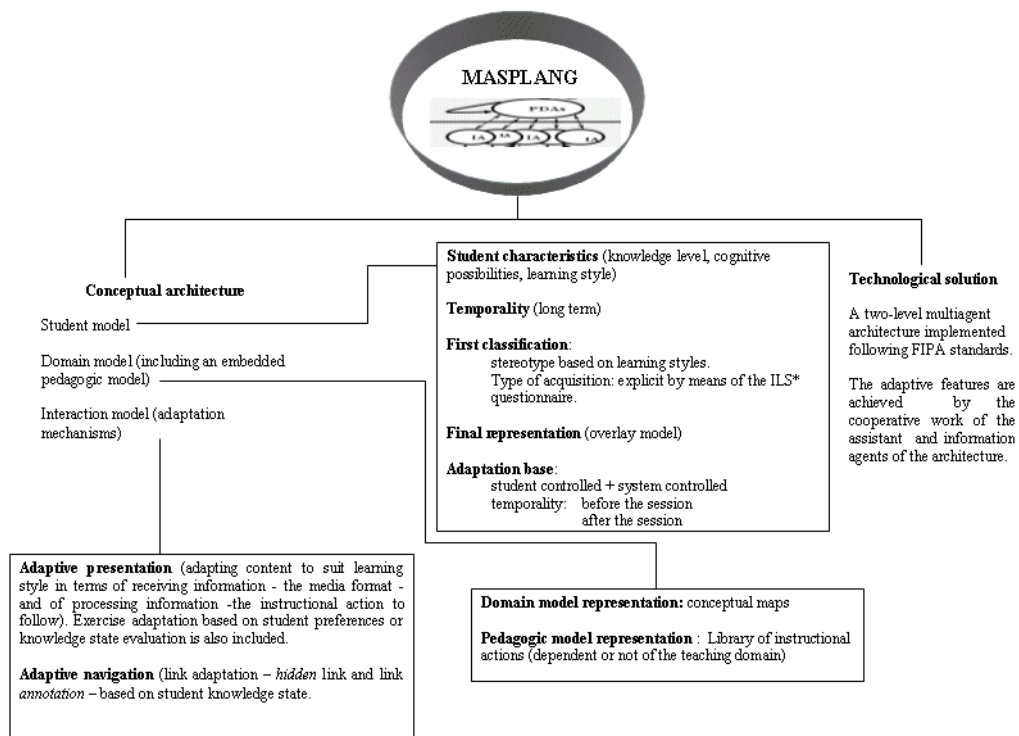 MASPLANG
PDAs
IA IA IA IA
Conceptual architecture
Student model
Domain model (including an embedded
pedagogic model)
Interaction model (adaptation
mechanisms)
Student characteristics (knowledge level, cognitive
possibilities, learning style)
Temporality (long term)
First classification:
stereotype based on learning styles.
Type of acquisition: explicit by means of the ILS*
questionnaire.
Final representation (overlay model)
Adaptation base:
student controlled + system controlled
temporality: before the session
after the session
Technological solution
A two-level multiagent
architecture implemented
following FIPA standards.
The adaptive features are
achieved by the
cooperative work of the
assistant and information
agents of the architecture.
Adaptive presentation (adapting content to suit learning
style in terms of receiving information - the media format -
and of processing information -the instructional action to
follow). Exercise adaptation based on student preferences or
knowledge state evaluation is also included.
Adaptive navigation (link adaptation – hidden link and link
annotation – based on student knowledge state.
Domain model representation: conceptual maps
Pedagogic model representation : Library of instructional
actions (dependent or not of the teaching domain)